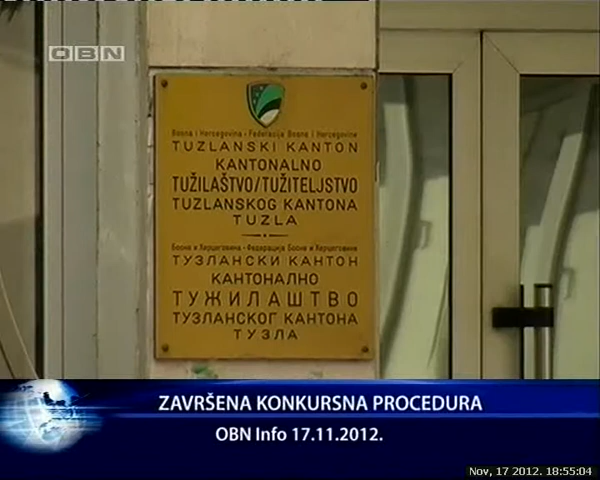 OBN
Bosna i Hercegovina - Federacija Bosne i Hercegovine
TUZLANSKI KANTON
KANTONALNO
TUŽILAŠTVO/TUŽITELJSTVO
TUZLANSKOG KANTONA
TUZLA
Босна и Херцеговина - Федерација Босне и Херцеговине
ТУЗЛАНСКИ КАНТОН
КАНТОНАЛНО
ТУЖИЛАШТВО
ТУЗЛАНСКОГ КАНТОНА
ТУЗЛА
ZAVRŠENA KONKURSNA PROCEDURA
OBN Info 17.11.2012.
Nov, 17 2012. 18:55:04